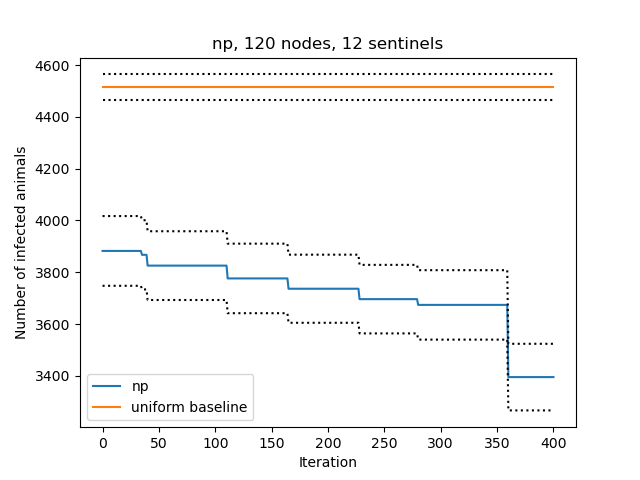 np, 120 nodes, 12 sentinels
4600
4400
4200
4000
3800
3600
3400
Number of infected animals
np
uniform baseline
0 50 100 150 200 250 300 350 400
Iteration